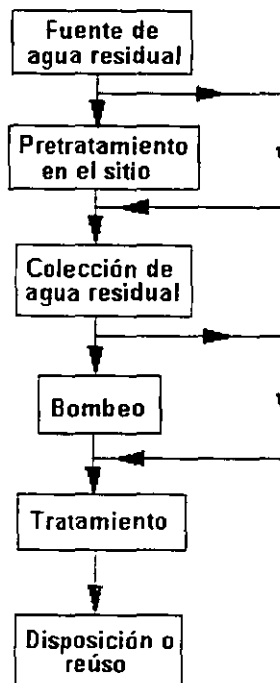 Fuente de
agua residual
Pretratamiento
en el sitio
Colección de
agua residual
Bombeo
Tratamiento
Disposición o
reúso